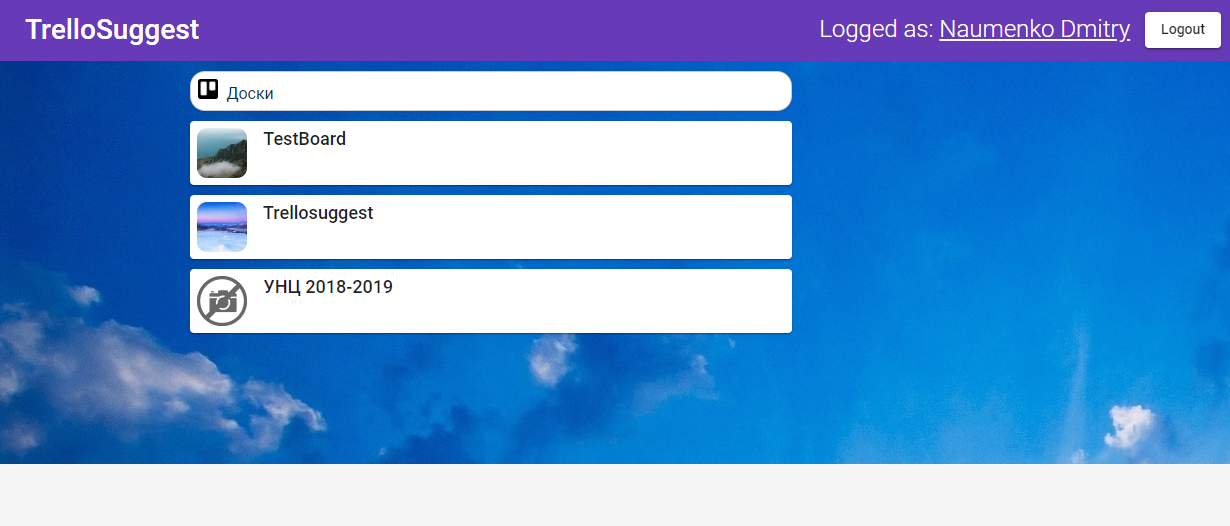 TrelloSuggest
Logged as: Naumenko Dmitry
Logout
Доски
TestBoard
Trellosuggest
УНЦ 2018-2019